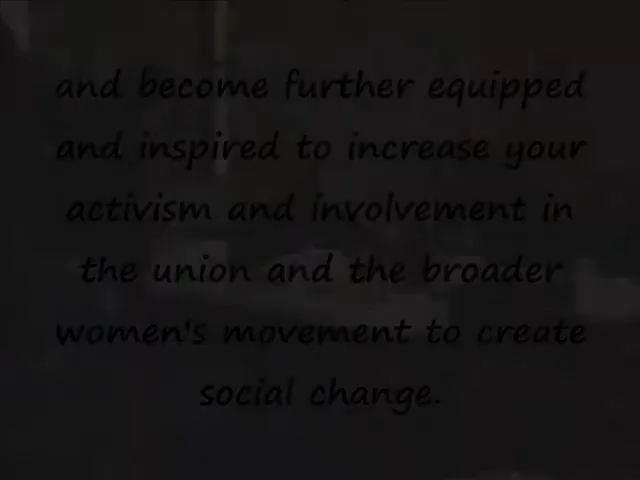 and become further equipped
and inspired to increase your
activism and involvement in
the union and the broader
women's movement to create
social change.